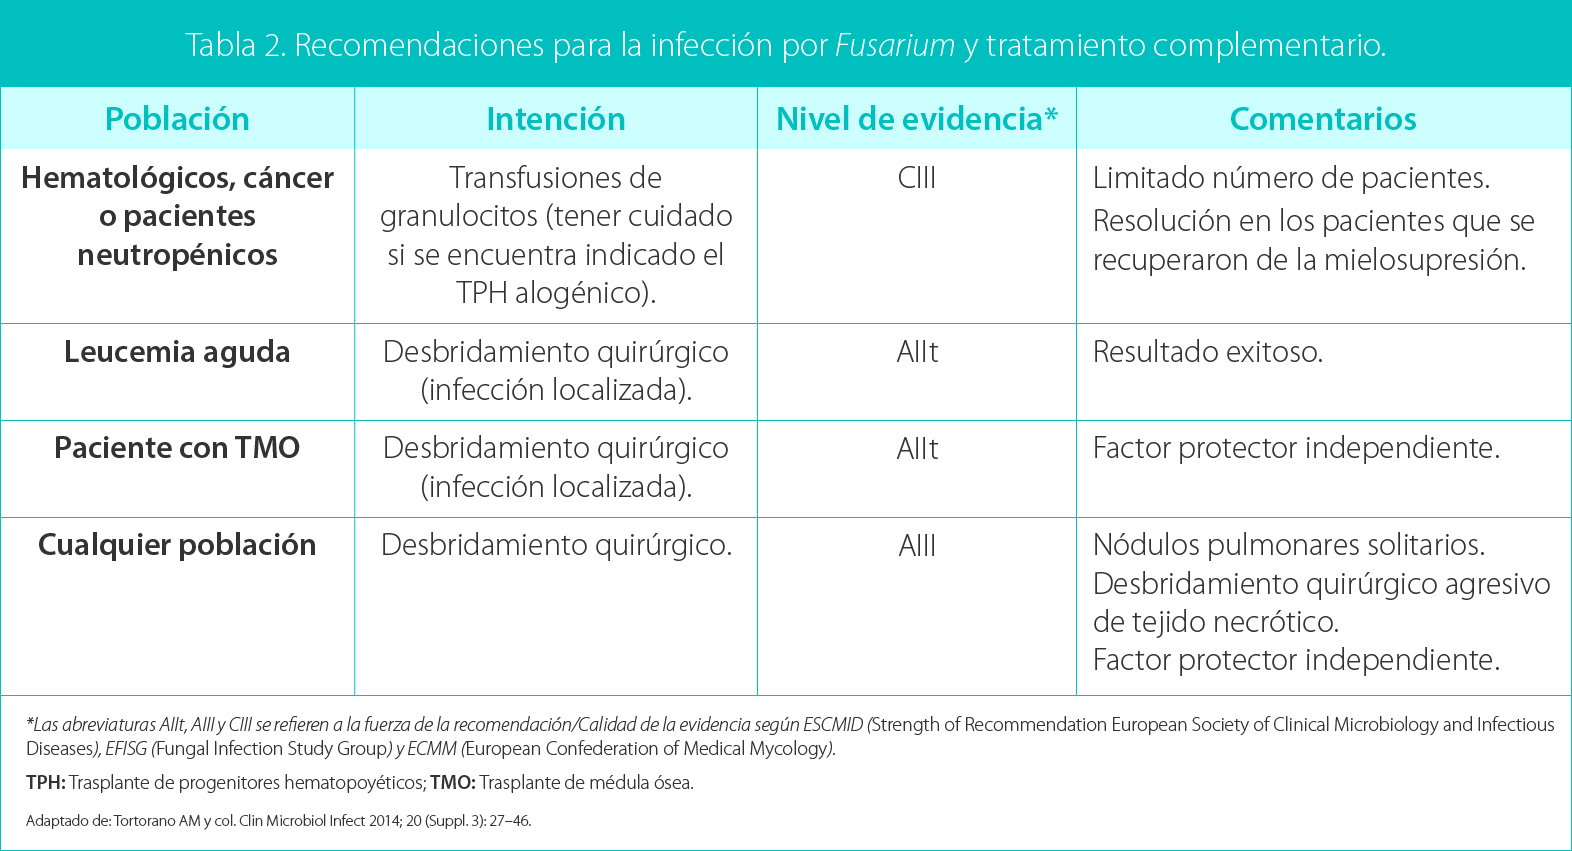 Tabla 2. Recomendaciones para la infección por Fusarium y tratamiento complementario.
Población
Intención
Nivel de evidencia*
Comentarios
Hematológicos, cáncer
o pacientes
neutropénicos
Transfusiones de
granulocitos (tener cuidado
si se encuentra indicado el
TPH alogénico).
CIII
Limitado número de pacientes.
Resolución en los pacientes que se
recuperaron de la mielosupresión.
Leucemia aguda
Desbridamiento quirúrgico
(infección localizada).
AIIt
Resultado exitoso.
Paciente con TMO
Desbridamiento quirúrgico
(infección localizada).
AIIt
Factor protector independiente.
Cualquier población
Desbridamiento quirúrgico.
AIII
Nódulos pulmonares solitarios.
Desbridamiento quirúrgico agresivo
de tejido necrótico.
Factor protector independiente.
*Las abreviaturas AIIt, AIII y CIII se refieren a la fuerza de la recomendación/Calidad de la evidencia según ESCMID (Strength of Recommendation European Society of Clinical Microbiology and Infectious
Diseases), EFISG (Fungal Infection Study Group) y ECMM (European Confederation of Medical Mycology).
TPH: Trasplante de progenitores hematopoyéticos; TMO: Trasplante de médula ósea.
Adaptado de: Tortorano AM y col. Clin Microbiol Infect 2014; 20 (Suppl. 3): 27–46.